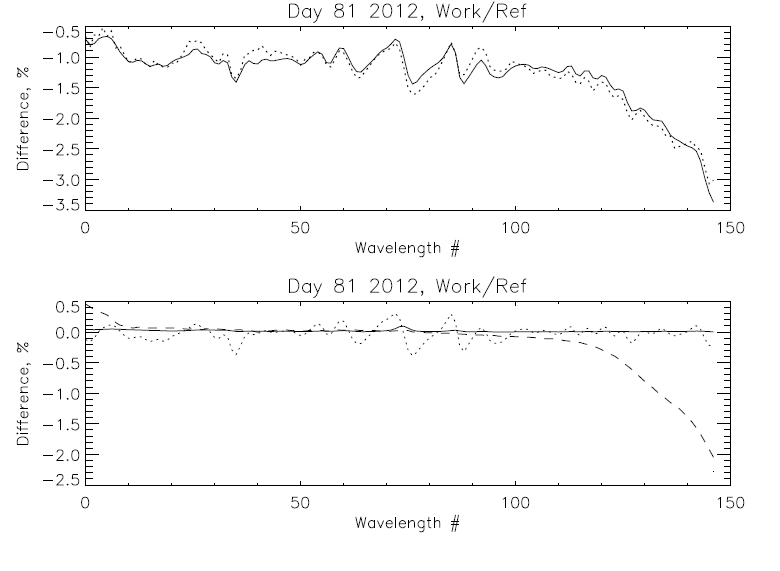 Day 81 2012, Work/Ref
Difference, %
-0.5
-1.0
-1.5
-2.0
-2.5
-3.0
-3.5
0 50 100 150
Wavelength #
Day 81 2012, Work/Ref
Difference, %
0.5
0.0
-0.5
-1.0
-1.5
-2.0
-2.5
0 50 100 150
Wavelength #